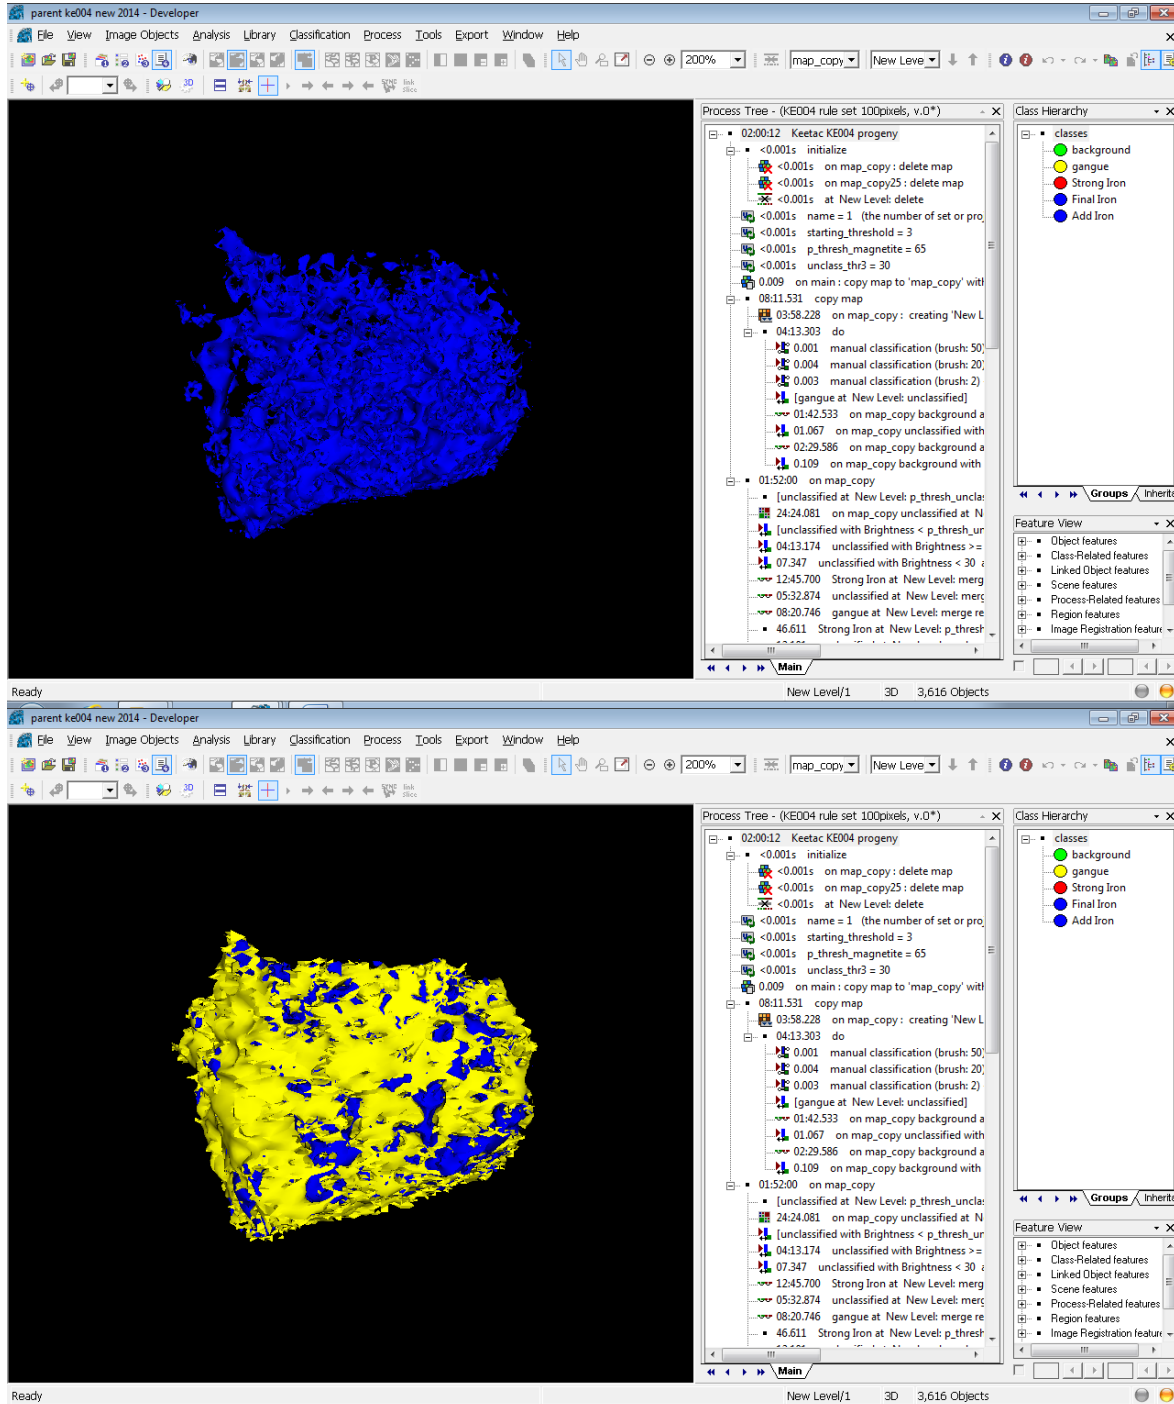 parent ke004 new 2014 - Developer
File View Image Objects Analysis Library Classification Process Tools Export Window Help
200% map_copy New Leve
SYNC link Slice
3D
Process Tree - (KE004 rule set 100pixels, v.0*)
02:00:12 Keetac KE004 progeny
<0.001s initialize
<0.001s on map_copy : delete map
<0.001s on map_copy25 : delete map
<0.001s at New Level: delete
<0.001s name = 1 (the number of set or pro
<0.001s starting_threshold = 3
<0.001s p_thresh_magnetite = 65
<0.001s unclass_thr3 = 30
0.009 on main : copy map to 'map_copy' with
08:11.531 copy map
03:58.228 on map_copy : creating 'New L
04:13.303 do
0.001 manual classification (brush: 50)
0.004 manual classification (brush: 20)
0.003 manual classification (brush: 2)
[gangue at New Level: unclassified]
01:42.533 on map_copy background a
01.067 on map_copy unclassified with
02:29.586 on map_copy background a
0.109 on map_copy background with
01:52:00 on map_copy
[unclassified at New Level: p_thresh_unclas
24:24.081 on map_copy unclassified at N
[unclassified with Brightness < p_thresh_un
04:13.174 unclassified with Brightness >=
07.347 unclassified with Brightness < 30 a
12:45.700 Strong Iron at New Level: merg
05:32.874 unclassified at New Level: merg
08:20.746 gangue at New Level: merge re
46.611 Strong Iron at New Level: p_thresh
Main
Class Hierarchy
classes
background
gangue
Strong Iron
Final Iron
Add Iron
Groups Inherit
Feature View
Object features
Class-Related features
Linked Object features
Scene features
Process-Related features
Region features
Image Registration feature
Ready New Level/1 3D 3,616 Objects
parent ke004 new 2014 - Developer
File View Image Objects Analysis Library Classification Process Tools Export Window Help
200% map_copy New Leve
SYNC link Slice
3D
Process Tree - (KE004 rule set 100pixels, v.0*)
02:00:12 Keetac KE004 progeny
<0.001s initialize
<0.001s on map_copy : delete map
<0.001s on map_copy25 : delete map
<0.001s at New Level: delete
<0.001s name = 1 (the number of set or pro
<0.001s starting_threshold = 3
<0.001s p_thresh_magnetite = 65
<0.001s unclass_thr3 = 30
0.009 on main : copy map to 'map_copy' with
08:11.531 copy map
03:58.228 on map_copy : creating 'New L
04:13.303 do
0.001 manual classification (brush: 50)
0.004 manual classification (brush: 20)
0.003 manual classification (brush: 2)
[gangue at New Level: unclassified]
01:42.533 on map_copy background a
01.067 on map_copy unclassified with
02:29.586 on map_copy background a
0.109 on map_copy background with
01:52:00 on map_copy
[unclassified at New Level: p_thresh_unclas
24:24.081 on map_copy unclassified at N
[unclassified with Brightness < p_thresh_un
04:13.174 unclassified with Brightness >=
07.347 unclassified with Brightness < 30 a
12:45.700 Strong Iron at New Level: merg
05:32.874 unclassified at New Level: merg
08:20.746 gangue at New Level: merge re
46.611 Strong Iron at New Level: p_thresh
Main
Class Hierarchy
classes
background
gangue
Strong Iron
Final Iron
Add Iron
Groups Inherit
Feature View
Object features
Class-Related features
Linked Object features
Scene features
Process-Related features
Region features
Image Registration feature
Ready New Level/1 3D 3,616 Objects